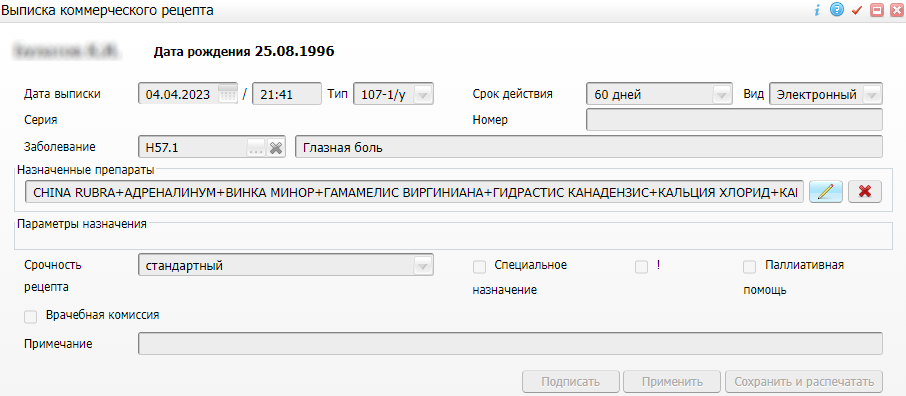 Выписка коммерческого рецепта
Дата рождения 25.08.1996
Дата выписки 04.04.2023 / 21:41 Тип 107-1/у Срок действия 60 дней Вид Электронный
Серия Номер
Заболевание H57.1 ... Глазная боль
Назначенные препараты
CHINA RUBRA+АДРЕНАЛИНУМ+ВИНКА МИНОР+ГАМАМЕЛИС ВИРГИНИАНА+ГИДРАСТИС КАНАДЕНЗИС+КАЛЬЦИЯ ХЛОРИД+
Параметры назначения
Срочность рецепта стандартный Специальное назначение ! Паллиативная помощь
Врачебная комиссия
Примечание
Подписать Применить Сохранить и распечатать